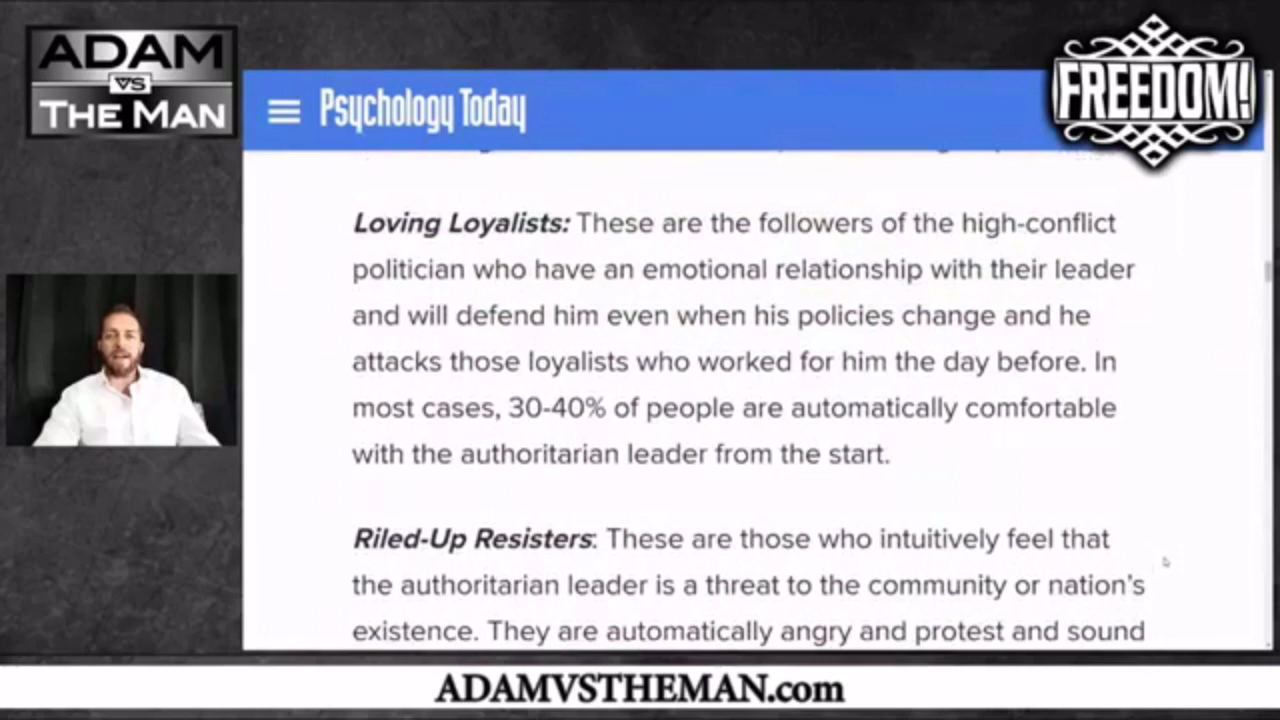 ADAM
VS
THE MAN
FREEDOM!
Psychology Today
Loving Loyalists: These are the followers of the high-conflict
politician who have an emotional relationship with their leader
and will defend him even when his policies change and he
attacks those loyalists who worked for him the day before. In
most cases, 30-40% of people are automatically comfortable
with the authoritarian leader from the start.
Riled-Up Resisters: These are those who intuitively feel that
the authoritarian leader is a threat to the community or nation's
existence. They are automatically angry and protest and sound
ADAMVSTHEMAN.com